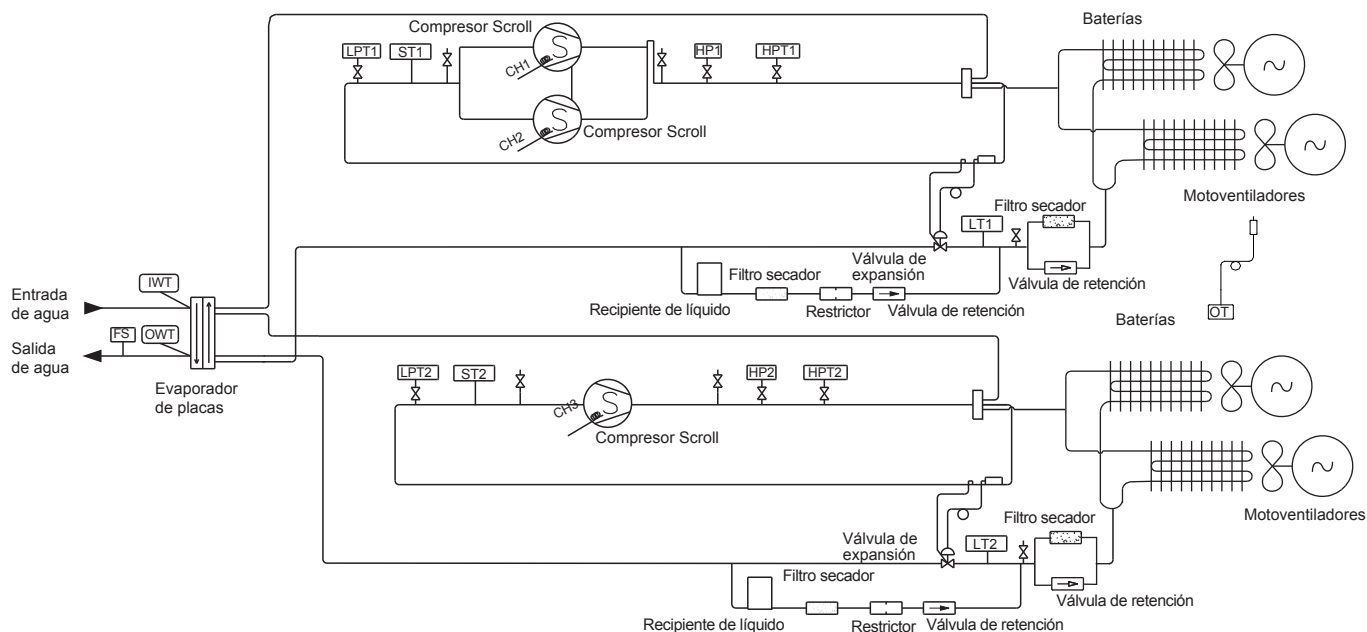 Compresor Scroll
Baterías
LPT1
ST1
HP1
HPT1
CH1
CH2
Compresor Scroll
Motoventiladores
Filtro secador
LT1
Válvula de
expansión
Filtro secador
Válvula de retención
Recipiente de líquido
Restrictor
Válvula de retención
OT
Baterías
IWT
Entrada
de agua
FS
OWT
Salida
de agua
Evaporador
de placas
LPT2
ST2
HP2
HPT2
CH3
Compresor Scroll
Motoventiladores
Filtro secador
Válvula de
expansión
LT2
Filtro secador
Válvula de retención
Recipiente de líquido
Restrictor
Válvula de retención
S
S
S